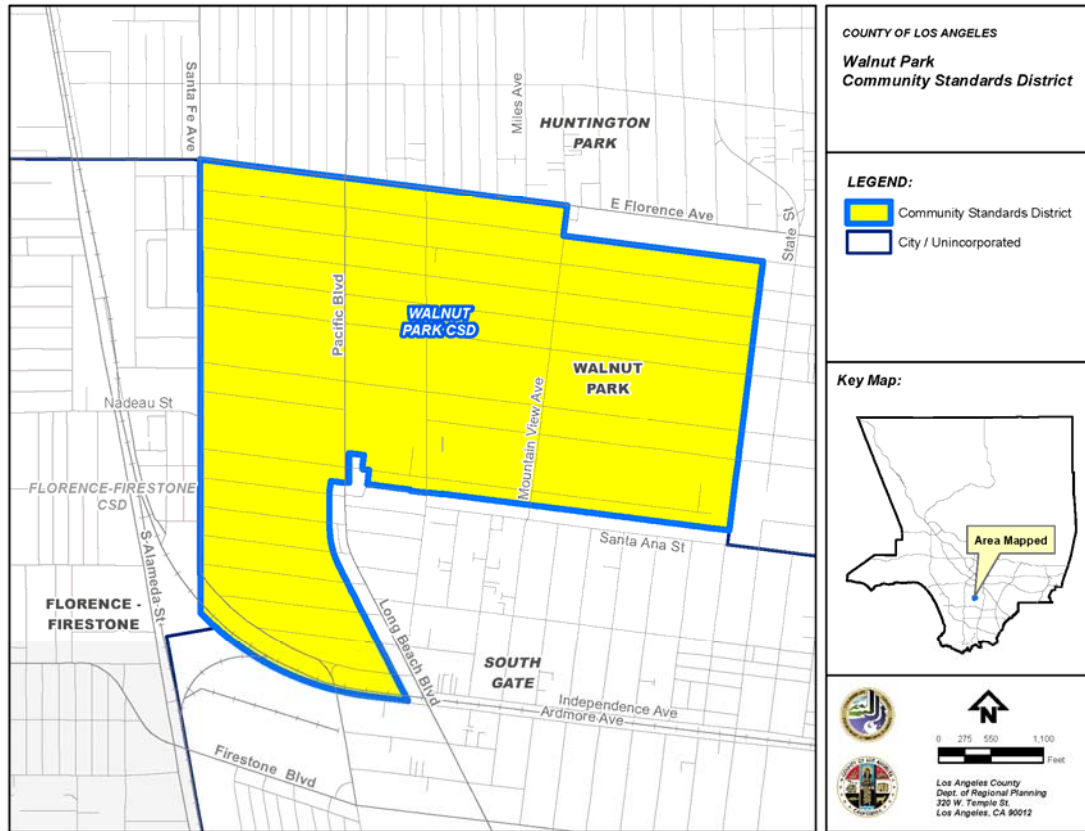 Santa Fe Ave
Miles Ave
HUNTINGTON
PARK
E Florence Ave
State St
Pacific Blvd
WALNUT
PARK CSD
WALNUT
PARK
Mountain View Ave
Nadeau St
FLORENCE-FIRESTONE
CSD
S Alameda St
Santa Ana St
FLORENCE -
FIRESTONE
Long Beach Blvd
SOUTH
GATE
Independence Ave
Ardmore Ave
Firestone Blvd
COUNTY OF LOS ANGELES
Walnut Park
Community Standards District
LEGEND:
Community Standards District
City / Unincorporated
Key Map:
Area Mapped
N
0 275 550 1,100
Feet
Los Angeles County
Dept. of Regional Planning
320 W. Temple St.
Los Angeles, CA 90012